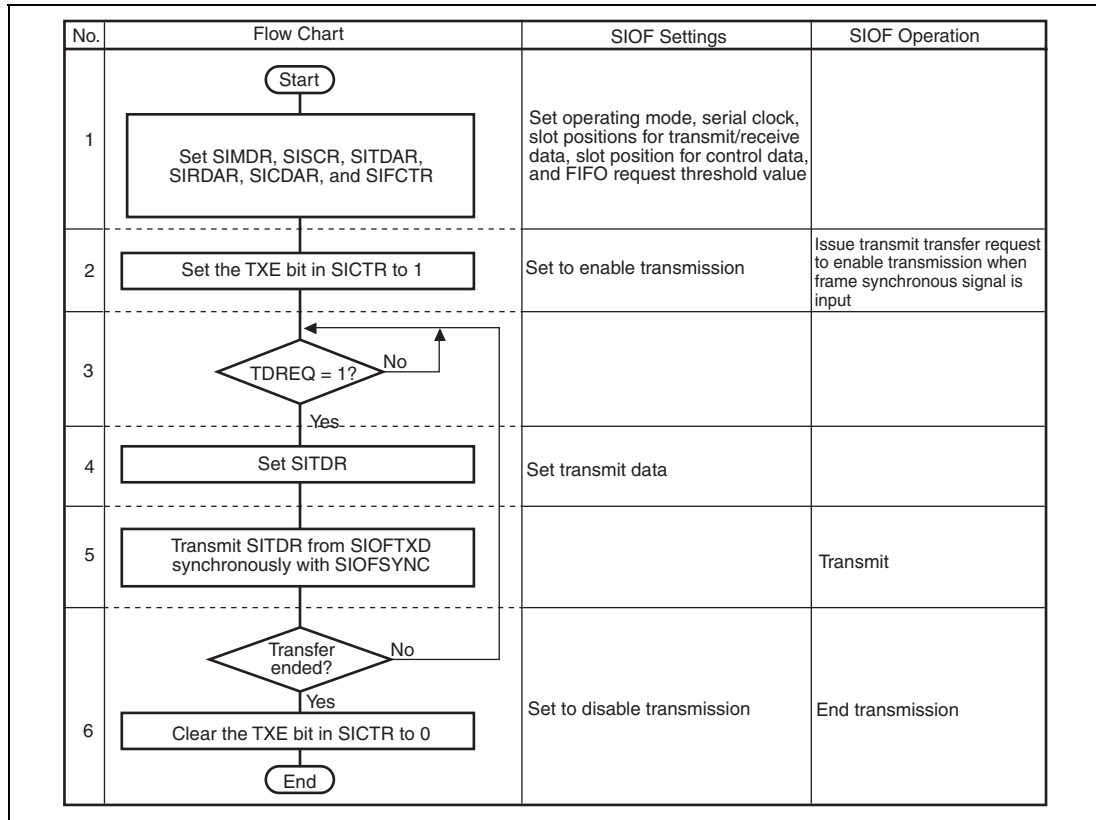 No.
Flow Chart
SIOF Settings
SIOF Operation
Start
1
Set SIMDR, SISCR, SITDAR,
SIRDAR, SICDAR, and SIFCTR
Set operating mode, serial clock,
slot positions for transmit/receive
data, slot position for control data,
and FIFO request threshold value
2
Set the TXE bit in SICTR to 1
Set to enable transmission
Issue transmit transfer request
to enable transmission when
frame synchronous signal is
input
3
TDREQ = 1?
No
Yes
4
Set SITDR
Set transmit data
5
Transmit SITDR from SIOFTXD
synchronously with SIOFSYNC
Transmit
Transfer
ended?
No
Yes
6
Clear the TXE bit in SICTR to 0
Set to disable transmission
End transmission
End